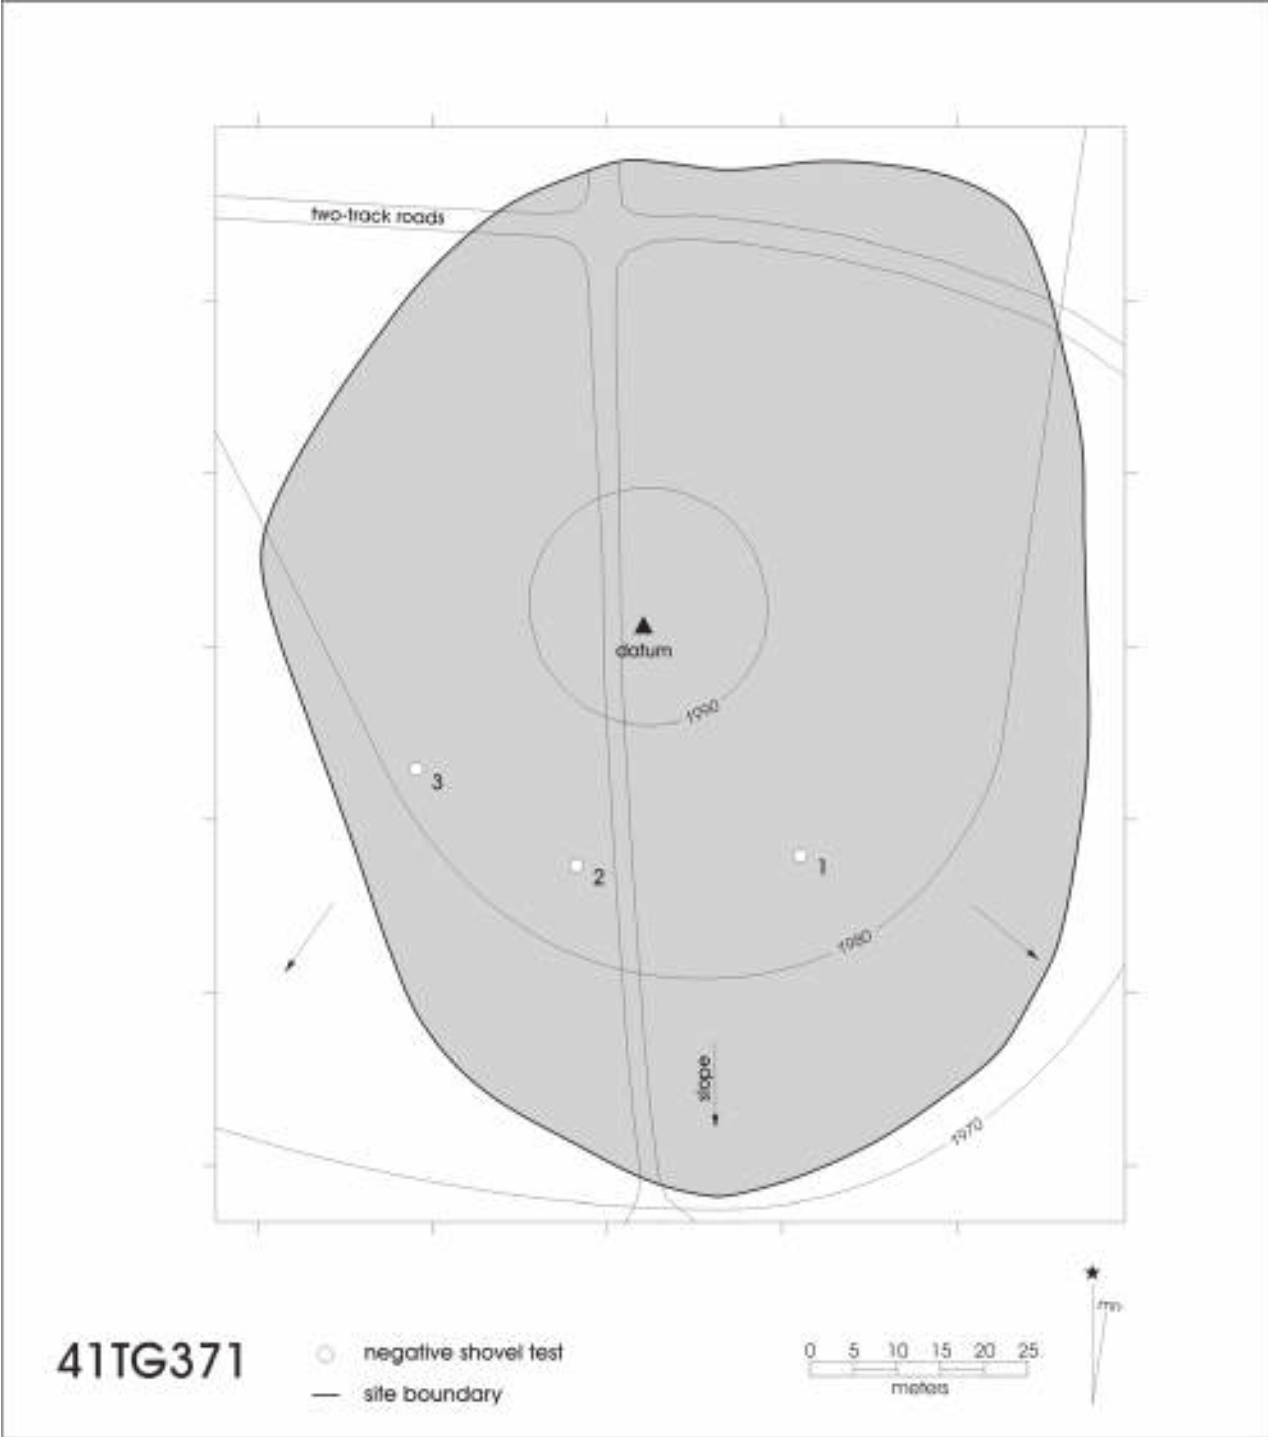 two-track roads
datum
1990
3
2
1
1980
slope
1970
mn
41TG371
negative shovel test
site boundary
0 5 10 15 20 25
meters